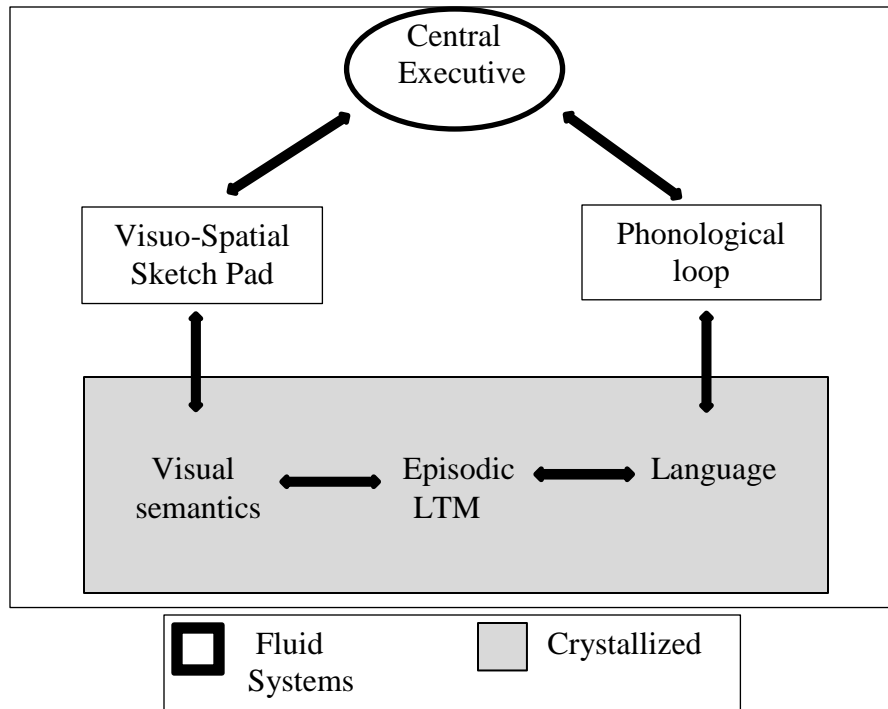 Central
Executive
Visuo-Spatial
Sketch Pad
Phonological
loop
Visual
semantics
Episodic
LTM
Language
Fluid
Systems
Crystallized